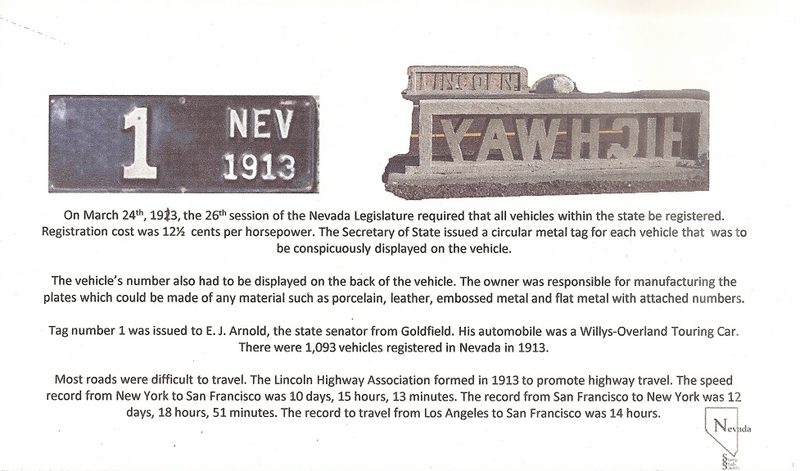 1 NEV
1913
LINCOLN
HIGHWAY
On March 24th, 1913, the 26th session of the Nevada Legislature required that all vehicles within the state be registered.
Registration cost was 12½ cents per horsepower. The Secretary of State issued a circular metal tag for each vehicle that was to
be conspicuously displayed on the vehicle.
The vehicle's number also had to be displayed on the back of the vehicle. The owner was responsible for manufacturing the
plates which could be made of any material such as porcelain, leather, embossed metal and flat metal with attached numbers.
Tag number 1 was issued to E. J. Arnold, the state senator from Goldfield. His automobile was a Willys-Overland Touring Car.
There were 1,093 vehicles registered in Nevada in 1913.
Most roads were difficult to travel. The Lincoln Highway Association formed in 1913 to promote highway travel. The speed
record from New York to San Francisco was 10 days, 15 hours, 13 minutes. The record from San Francisco to New York was 12
days, 18 hours, 51 minutes. The record to travel from Los Angeles to San Francisco was 14 hours.
Nevada